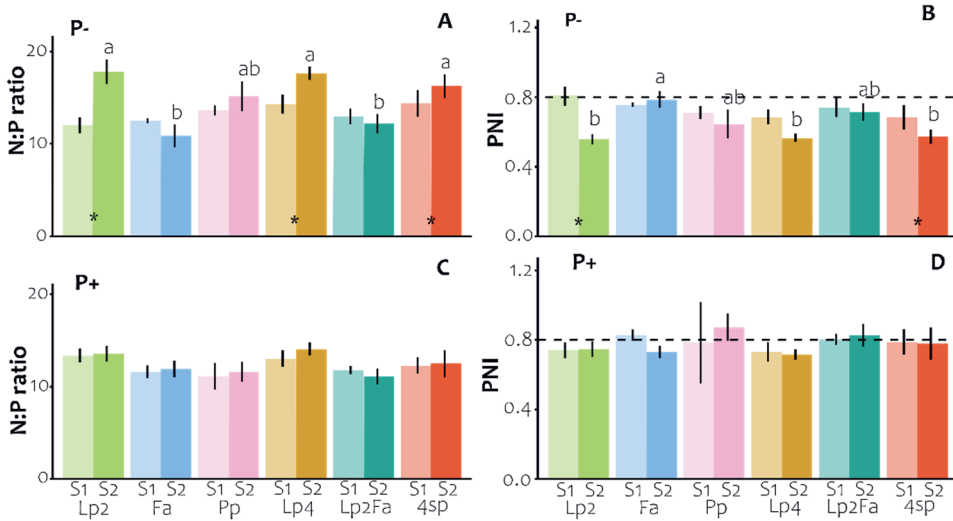 P-
A
N:P ratio
20
10
0
a
b
ab
a
b
a
*
*
*
P-
B
PNI
1.2
0.8
0.4
0.0
b
a
ab
b
ab
b
*
*
P+
C
N:P ratio
20
10
0
S1 S2 S1 S2 S1 S2 S1 S2 S1 S2 S1 S2
Lp2 Fa Pp Lp4 Lp2Fa 4sp
P+
D
PNI
1.2
0.8
0.4
0.0
S1 S2 S1 S2 S1 S2 S1 S2 S1 S2 S1 S2
Lp2 Fa Pp Lp4 Lp2Fa 4sp